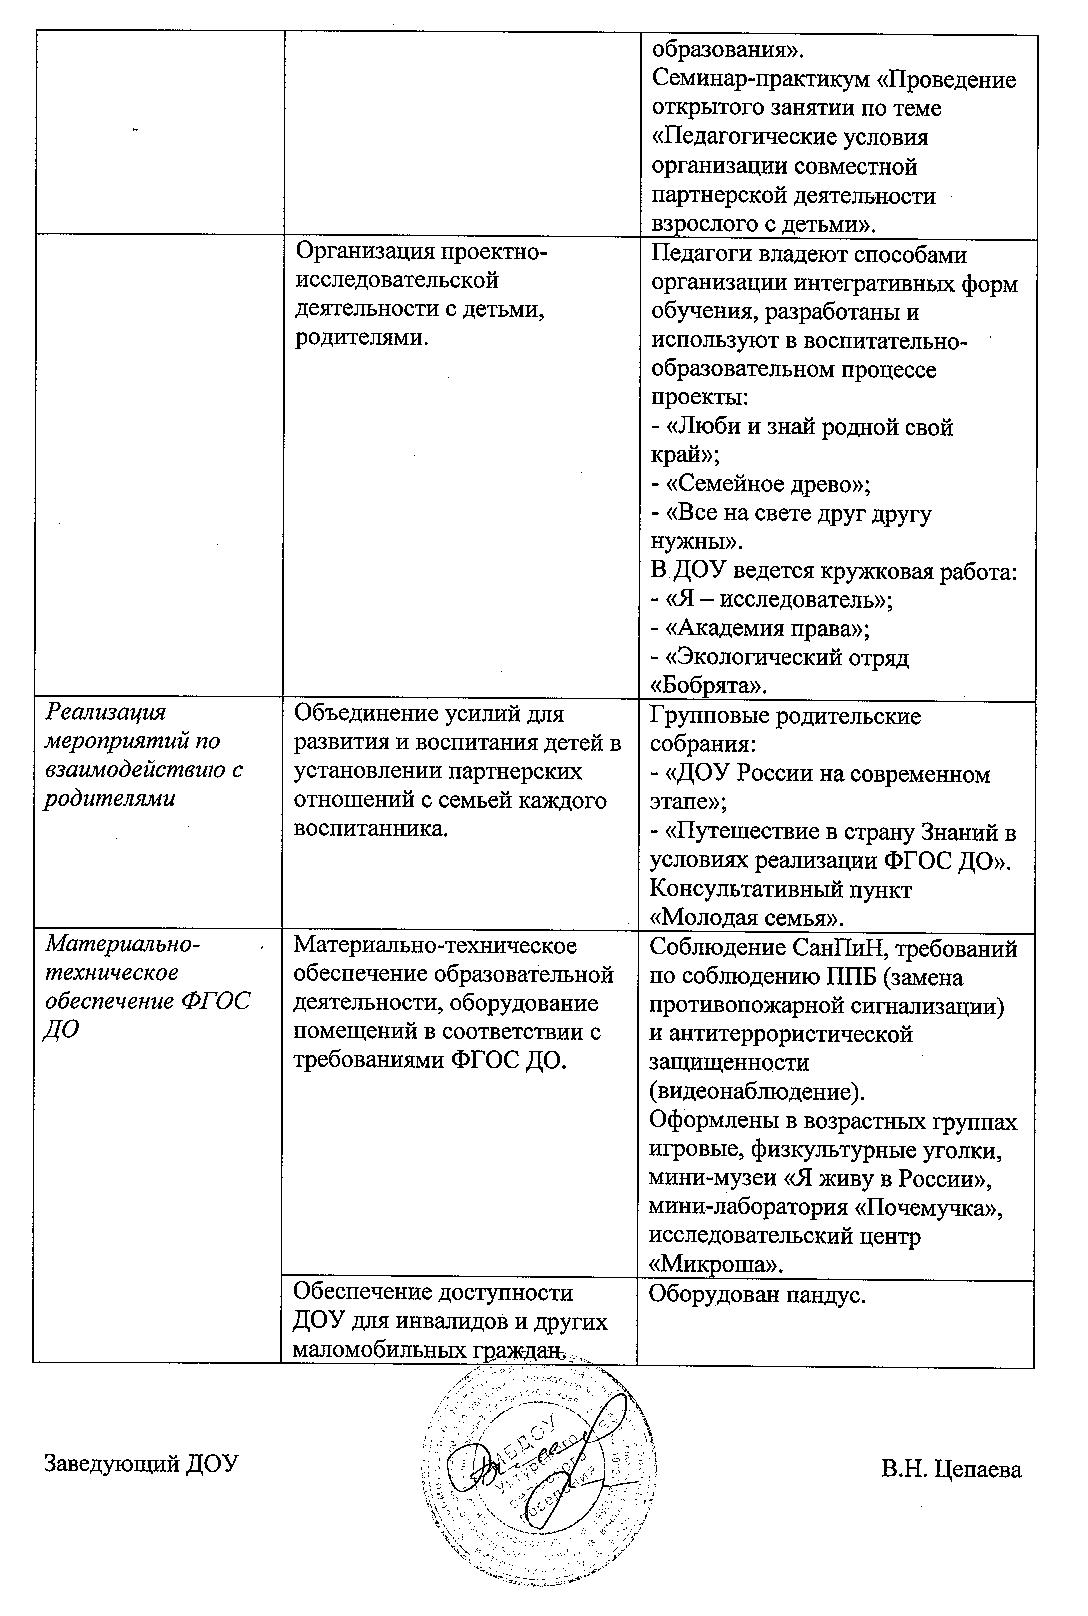 образования».
Семинар-практикум «Проведение
открытого занятии по теме
«Педагогические условия
организации совместной
партнерской деятельности
взрослого с детьми».
Организация проектно-
исследовательской
деятельности с детьми,
родителями.
Педагоги владеют способами
организации интегративных форм
обучения, разработаны и
используют в воспитательно-
образовательном процессе
проекты:
- «Люби и знай родной свой
край»;
- «Семейное древо»;
- «Все на свете друг другу
нужны».
В ДОУ ведется кружковая работа:
- «Я – исследователь»;
- «Академия права»;
- «Экологический отряд
«Бобрята».
Реализация
мероприятий по
взаимодействию с
родителями
Объединение усилий для
развития и воспитания детей в
установлении партнерских
отношений с семьей каждого
воспитанника.
Групповые родительские
собрания:
- «ДОУ России на современном
этапе»;
- «Путешествие в страну Знаний в
условиях реализации ФГОС ДО».
Консультативный пункт
«Молодая семья».
Материально-
техническое
обеспечение ФГОС
ДО
Материально-техническое
обеспечение образовательной
деятельности, оборудование
помещений в соответствии с
требованиями ФГОС ДО.
Соблюдение СанПиН, требований
по соблюдению ППБ (замена
противопожарной сигнализации)
и антитеррористической
защищенности
(видеонаблюдение).
Оформлены в возрастных группах
игровые, физкультурные уголки,
мини-музеи «Я живу в России»,
мини-лаборатория «Почемучка»,
исследовательский центр
«Микроша».
Обеспечение доступности
ДОУ для инвалидов и других
маломобильных граждан.
Оборудован пандус.
Заведующий ДОУ
МБДОУ
В.Н. Цепаева